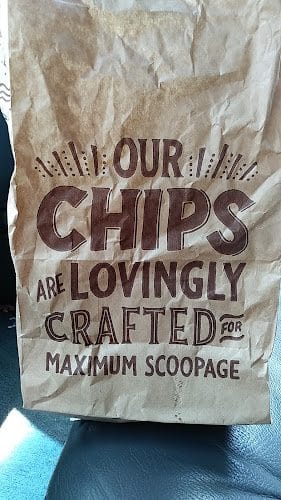 OUR
CHIPS
ARE LOVINGLY
CRAFTED FOR
MAXIMUM SCOOPAGE